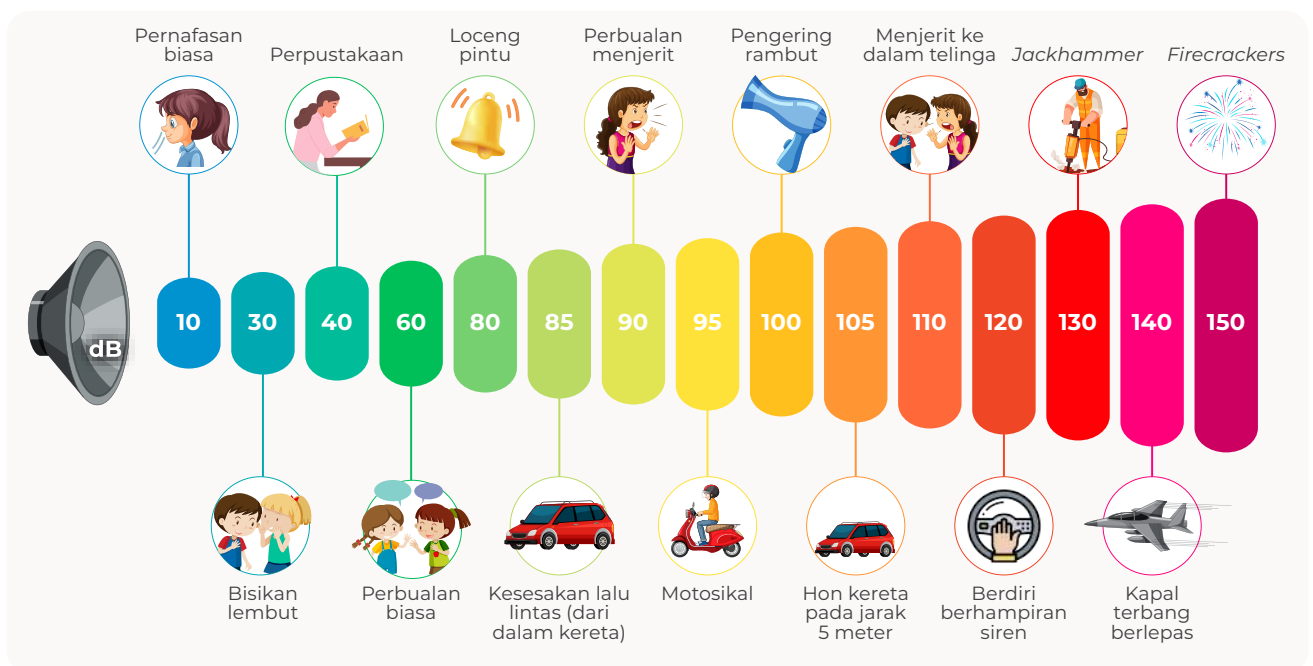 Pernafasan
biasa
Perpustakaan
Loceng
pintu
Perbualan
menjerit
Pengering
rambut
Menjerit ke
dalam telinga
Jackhammer
Firecrackers
dB
10
30
40
60
80
85
90
95
100
105
110
120
130
140
150
Bisikan
lembut
Perbualan
biasa
Kesesakan lalu
lintas (dari
dalam kereta)
Motosikal
Hon kereta
pada jarak
5 meter
Berdiri
berhampiran
siren
Kapal
terbang
berlepas